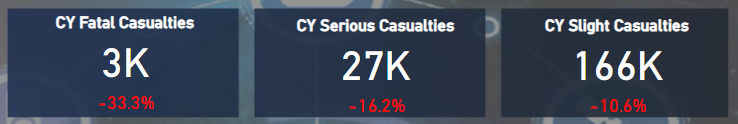 CY Fatal Casualties
3K
-33.3%
CY Serious Casualties
27K
-16.2%
CY Slight Casualties
166K
-10.6%